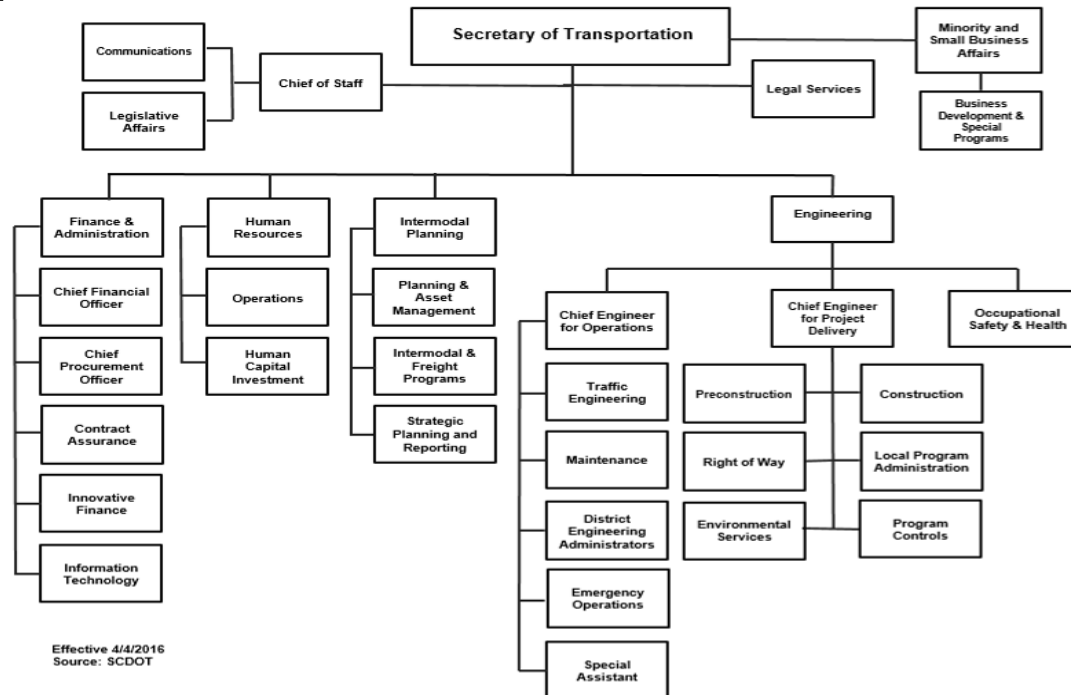 Secretary of Transportation
Minority and
Small Business
Affairs
Communications
Chief of Staff
Legal Services
Legislative
Affairs
Business
Development &
Special
Programs
Finance &
Administration
Human
Resources
Intermodal
Planning
Engineering
Chief Financial
Officer
Operations
Planning &
Asset
Management
Chief Engineer
for Operations
Chief Engineer
for Project
Delivery
Occupational
Safety & Health
Chief
Procurement
Officer
Human
Capital
Investment
Intermodal &
Freight
Programs
Traffic
Engineering
Preconstruction
Construction
Contract
Assurance
Strategic
Planning and
Reporting
Maintenance
Right of Way
Local Program
Administration
Innovative
Finance
District
Engineering
Administrators
Environmental
Services
Program
Controls
Information
Technology
Emergency
Operations
Special
Assistant
Effective 4/4/2016
Source: SCDOT